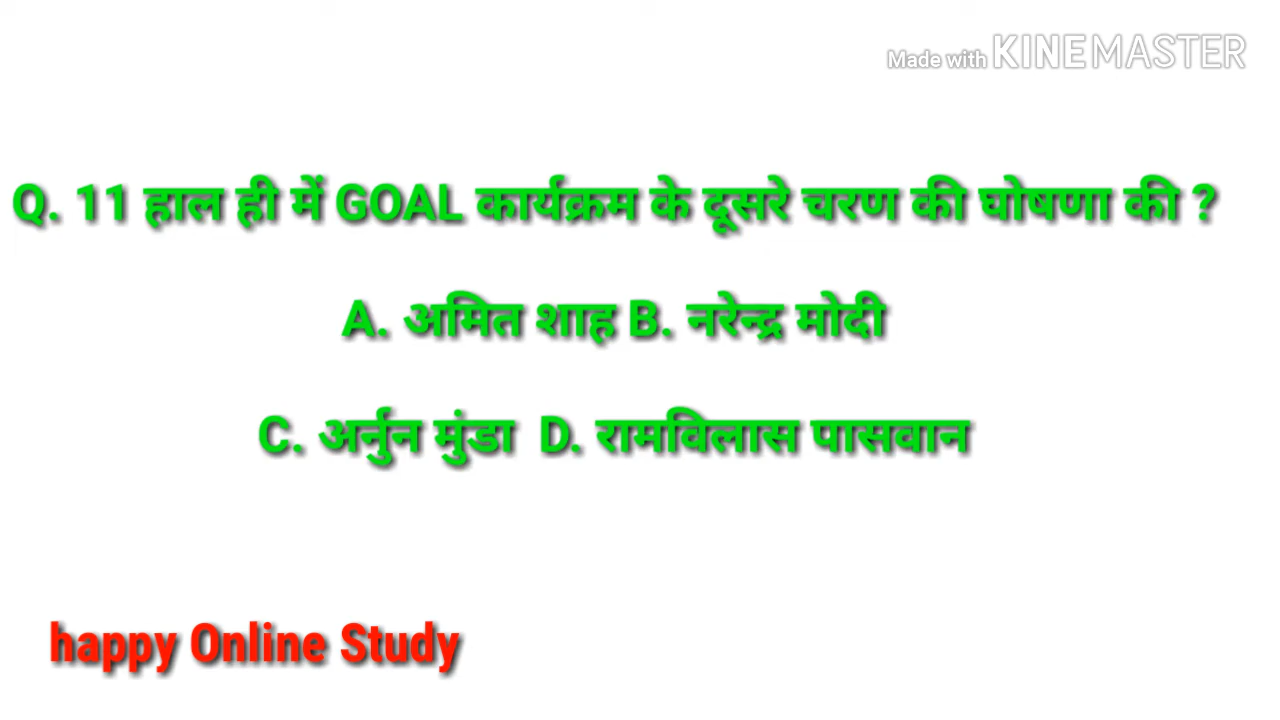 Made with KINEMASTER
Q. 11 हाल ही में GOAL कार्यक्रम के दूसरे चरण की घोषणा की ?
A. अमित शाह B. नरेन्द्र मोदी
C. अर्नुन मुंडा D. रामविलास पासवान
happy Online Study